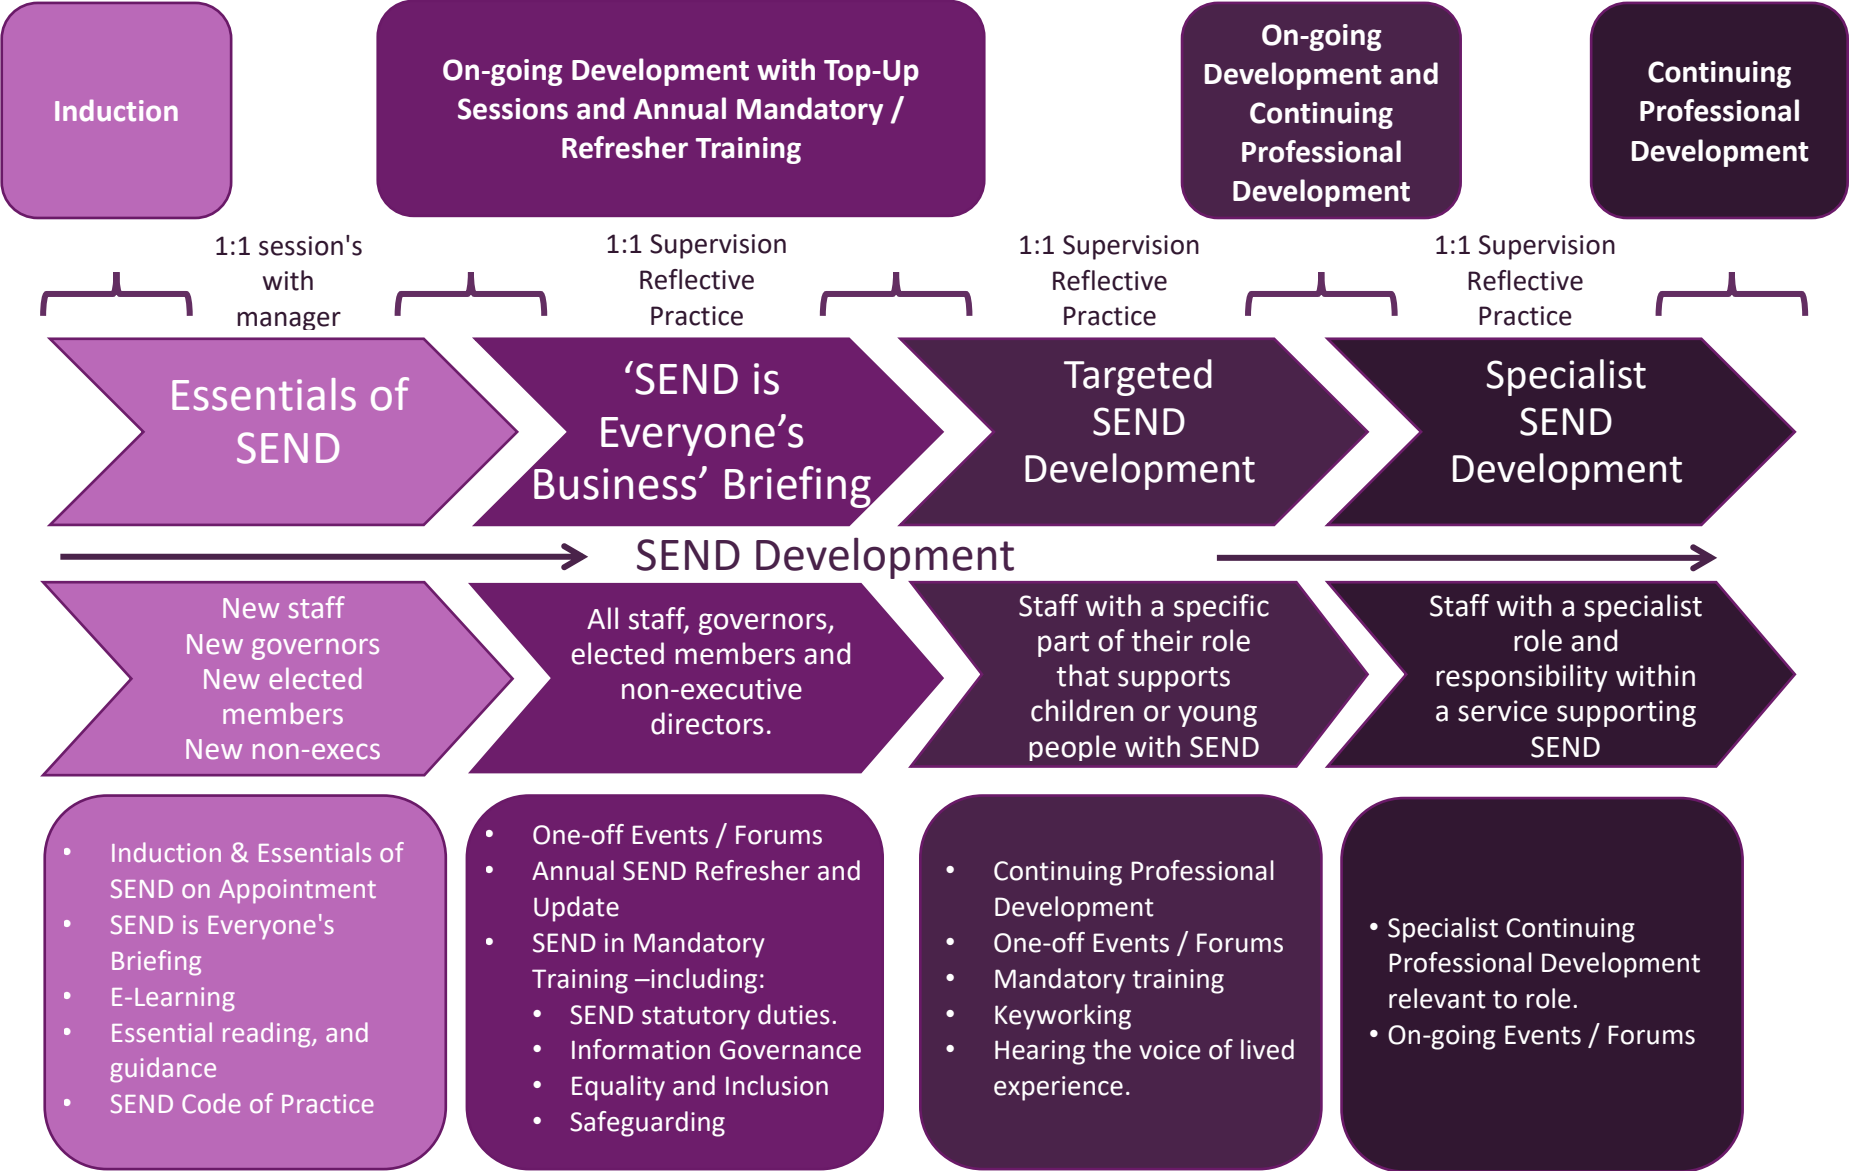 Induction
On-going Development with Top-Up
Sessions and Annual Mandatory /
Refresher Training
On-going
Development and
Continuing
Professional
Development
Continuing
Professional
Development
1:1 session's
with
manager
1:1 Supervision
Reflective
Practice
1:1 Supervision
Reflective
Practice
1:1 Supervision
Reflective
Practice
Essentials of
SEND
‘SEND is
Everyone’s
Business’ Briefing
Targeted
SEND
Development
Specialist
SEND
Development
SEND Development
New staff
New governors
New elected
members
New non-execs
All staff, governors,
elected members and
non-executive
directors.
Staff with a specific
part of their role
that supports
children or young
people with SEND
Staff with a specialist
role and
responsibility within
a service supporting
SEND
• Induction & Essentials of
SEND on Appointment
• SEND is Everyone's
Briefing
• E-Learning
• Essential reading, and
guidance
• SEND Code of Practice
• One-off Events / Forums
• Annual SEND Refresher and
Update
• SEND in Mandatory
Training –including:
• SEND statutory duties.
• Information Governance
• Equality and Inclusion
• Safeguarding
• Continuing Professional
Development
• One-off Events / Forums
• Mandatory training
• Keyworking
• Hearing the voice of lived
experience.
• Specialist Continuing
Professional Development
relevant to role.
• On-going Events / Forums